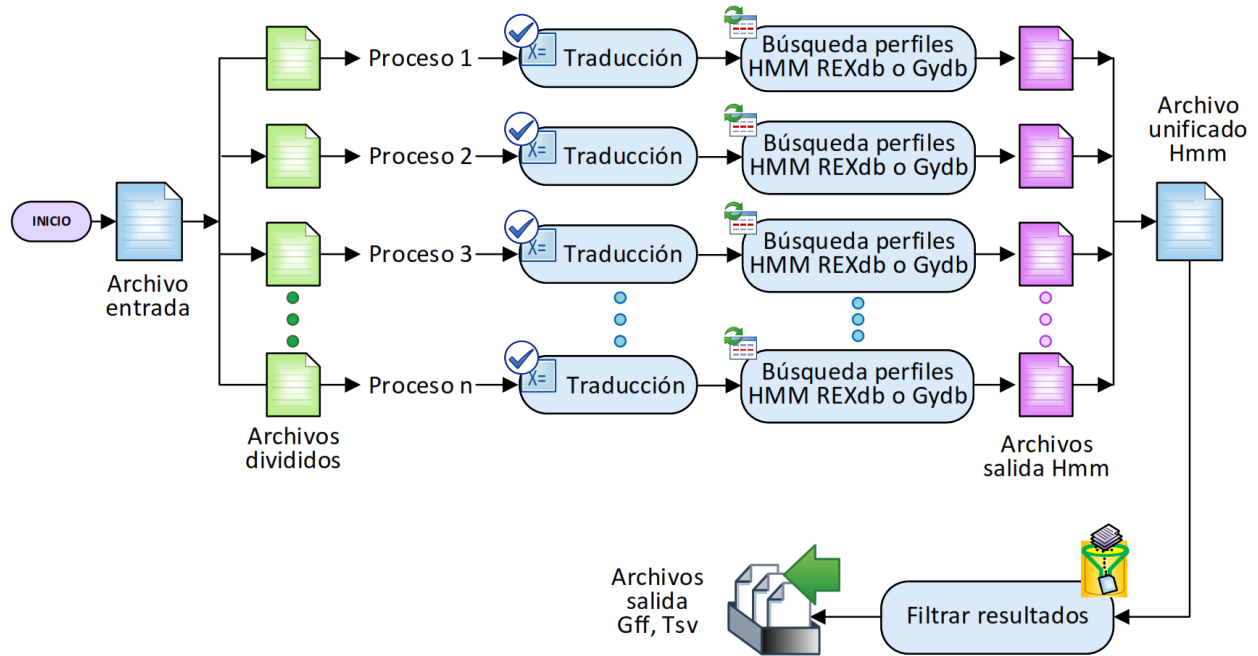 Proceso 1
X=
Traducción
Búsqueda perfiles
HMM REXdb o Gydb
Proceso 2
X=
Traducción
Búsqueda perfiles
HMM REXdb o Gydb
Archivo
unificado
Hmm
INICIO
Archivo
entrada
Proceso 3
X=
Traducción
Búsqueda perfiles
HMM REXdb o Gydb
Proceso n
X=
Traducción
Búsqueda perfiles
HMM REXdb o Gydb
Archivos
divididos
Archivos
salida Hmm
Archivos
salida
Gff, Tsv
Filtrar resultados